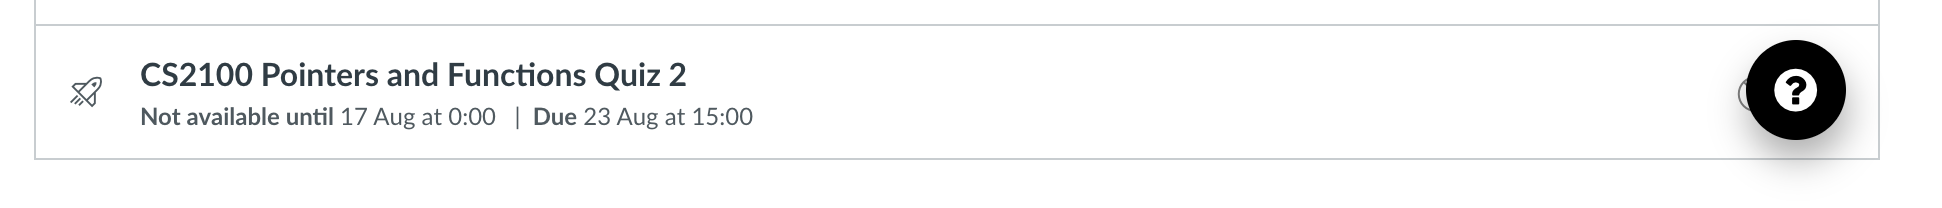 CS2100 Pointers and Functions Quiz 2
Not available until 17 Aug at 0:00 | Due 23 Aug at 15:00
?